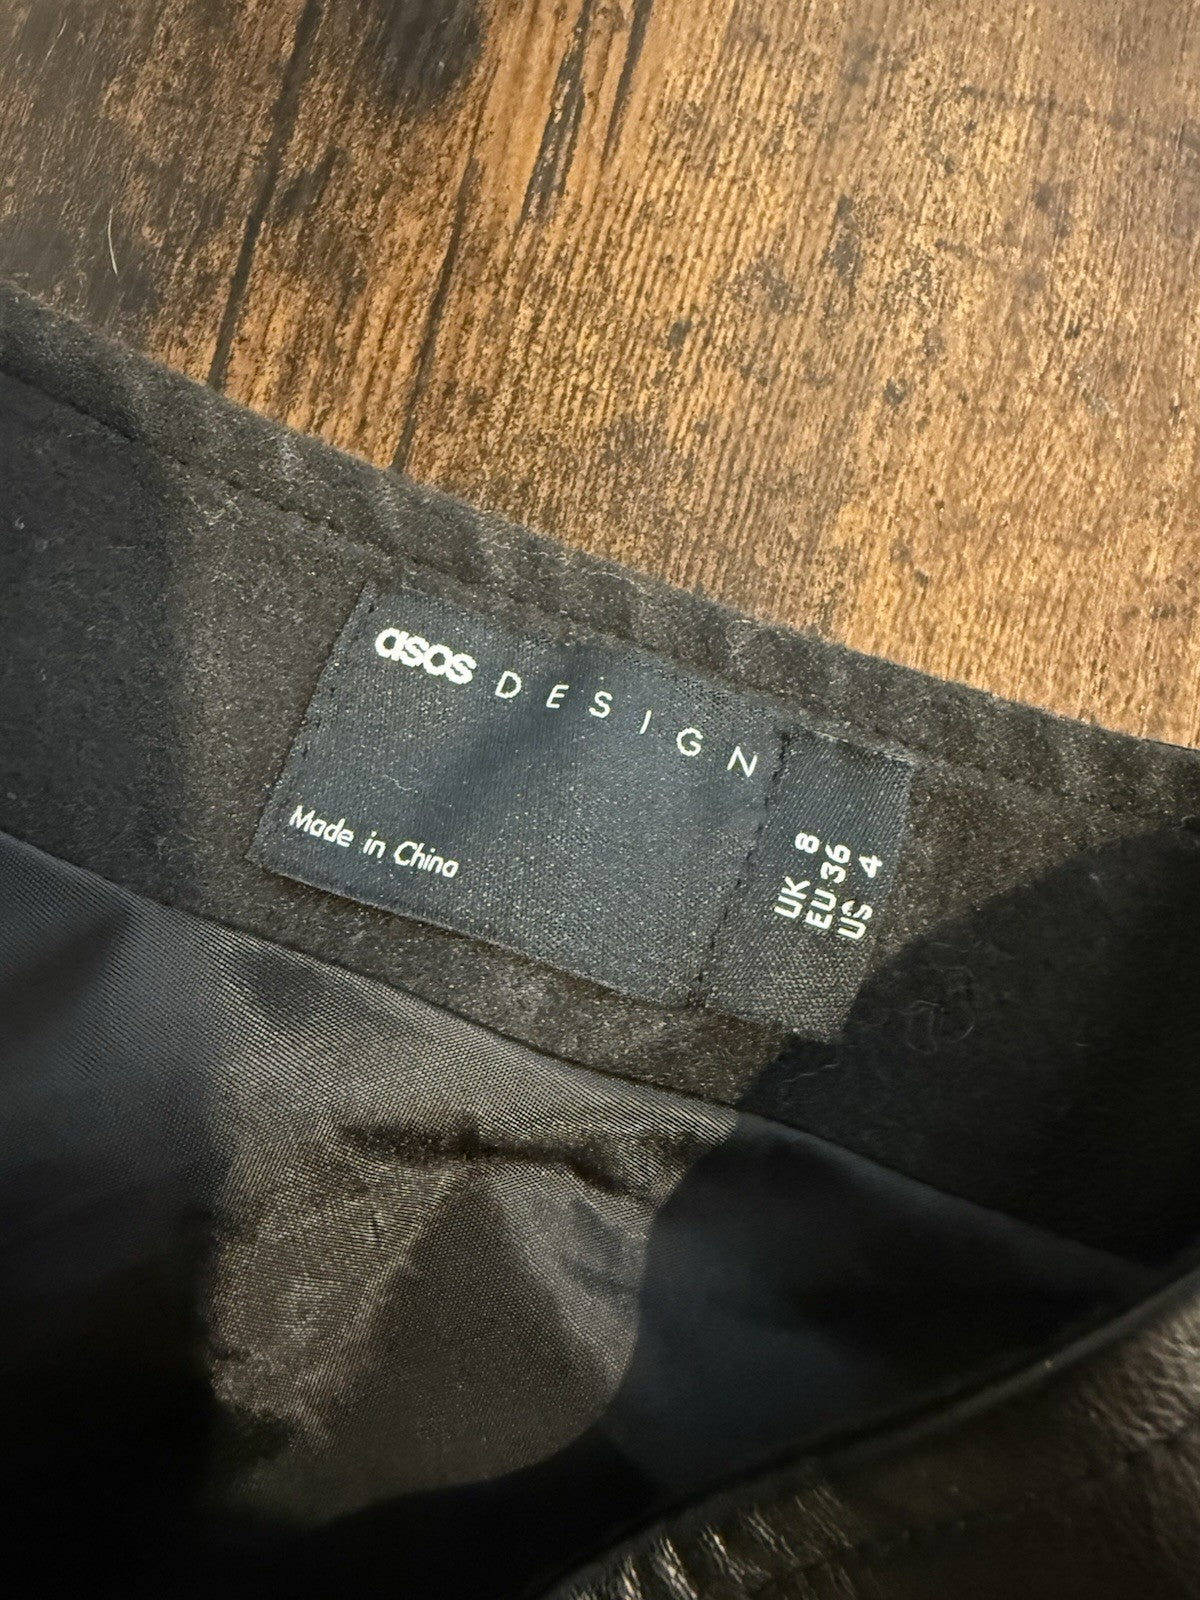 asos DESIGN
Made in China
UK 8
EU 36
US 4